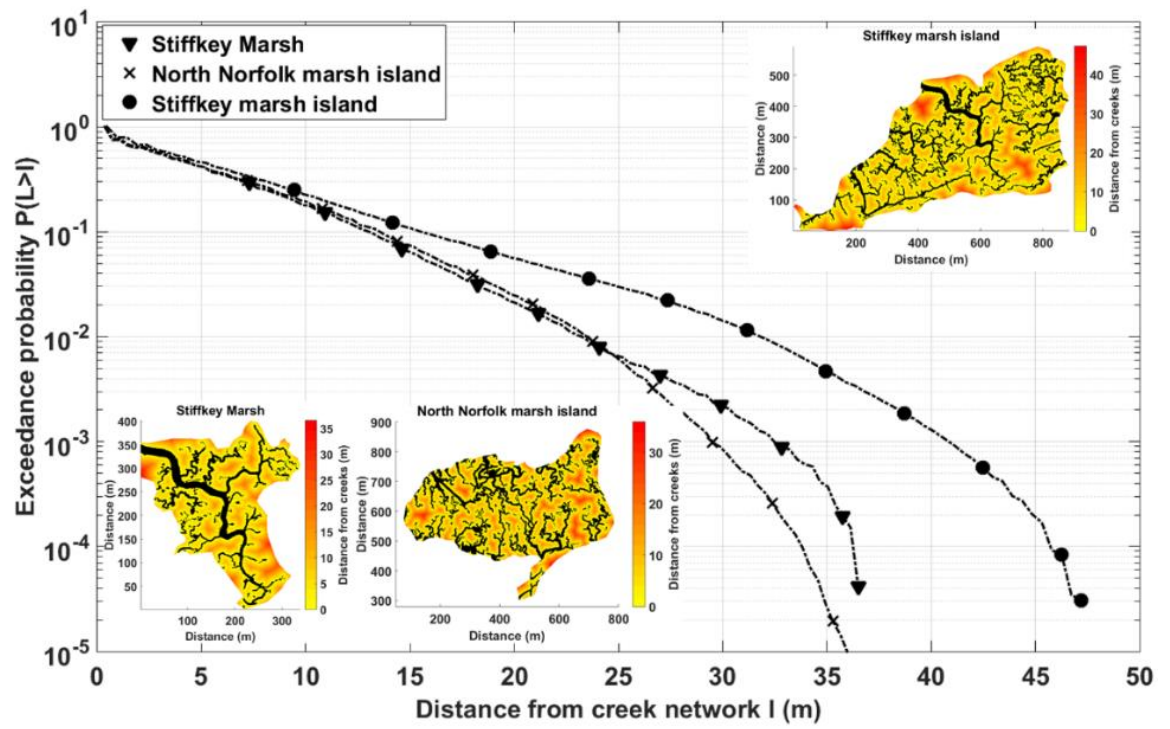 Stiffkey Marsh
North Norfolk marsh island
Stiffkey marsh island
Exceedance probability P(L>l)
10^1
10^0
10^-1
10^-2
10^-3
10^-4
10^-5
0 5 10 15 20 25 30 35 40 45 50
Distance from creek network l (m)
Stiffkey marsh island
Distance (m)
500
400
300
200
100
200 400 600 800
Distance (m)
40
30
20
10
0
Distance from creeks (m)
Stiffkey Marsh
Distance (m)
400
350
300
250
200
150
100
50
100 200 300
Distance (m)
35
30
25
20
15
10
5
0
Distance from creeks (m)
North Norfolk marsh island
Distance (m)
900
800
700
600
500
400
300
200 400 600 800
Distance (m)
30
20
10
0
Distance from creeks (m)